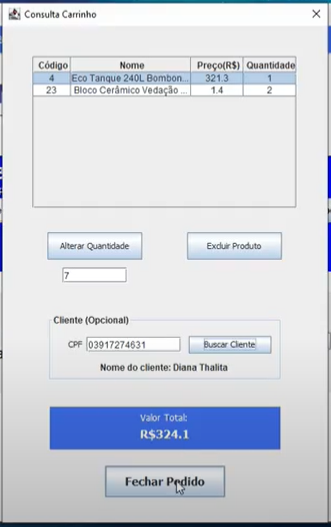 Consulta Carrinho
Código Nome Preço(R$) Quantidade
4 Eco Tanque 240L Bombon... 321.3 1
23 Bloco Cerâmico Vedação ... 1.4 2
Alterar Quantidade Excluir Produto
7
Cliente (Opcional)
CPF 03917274631 Buscar Cliente
Nome do cliente: Diana Thalita
Valor Total:
R$324.1
Fechar Pedido